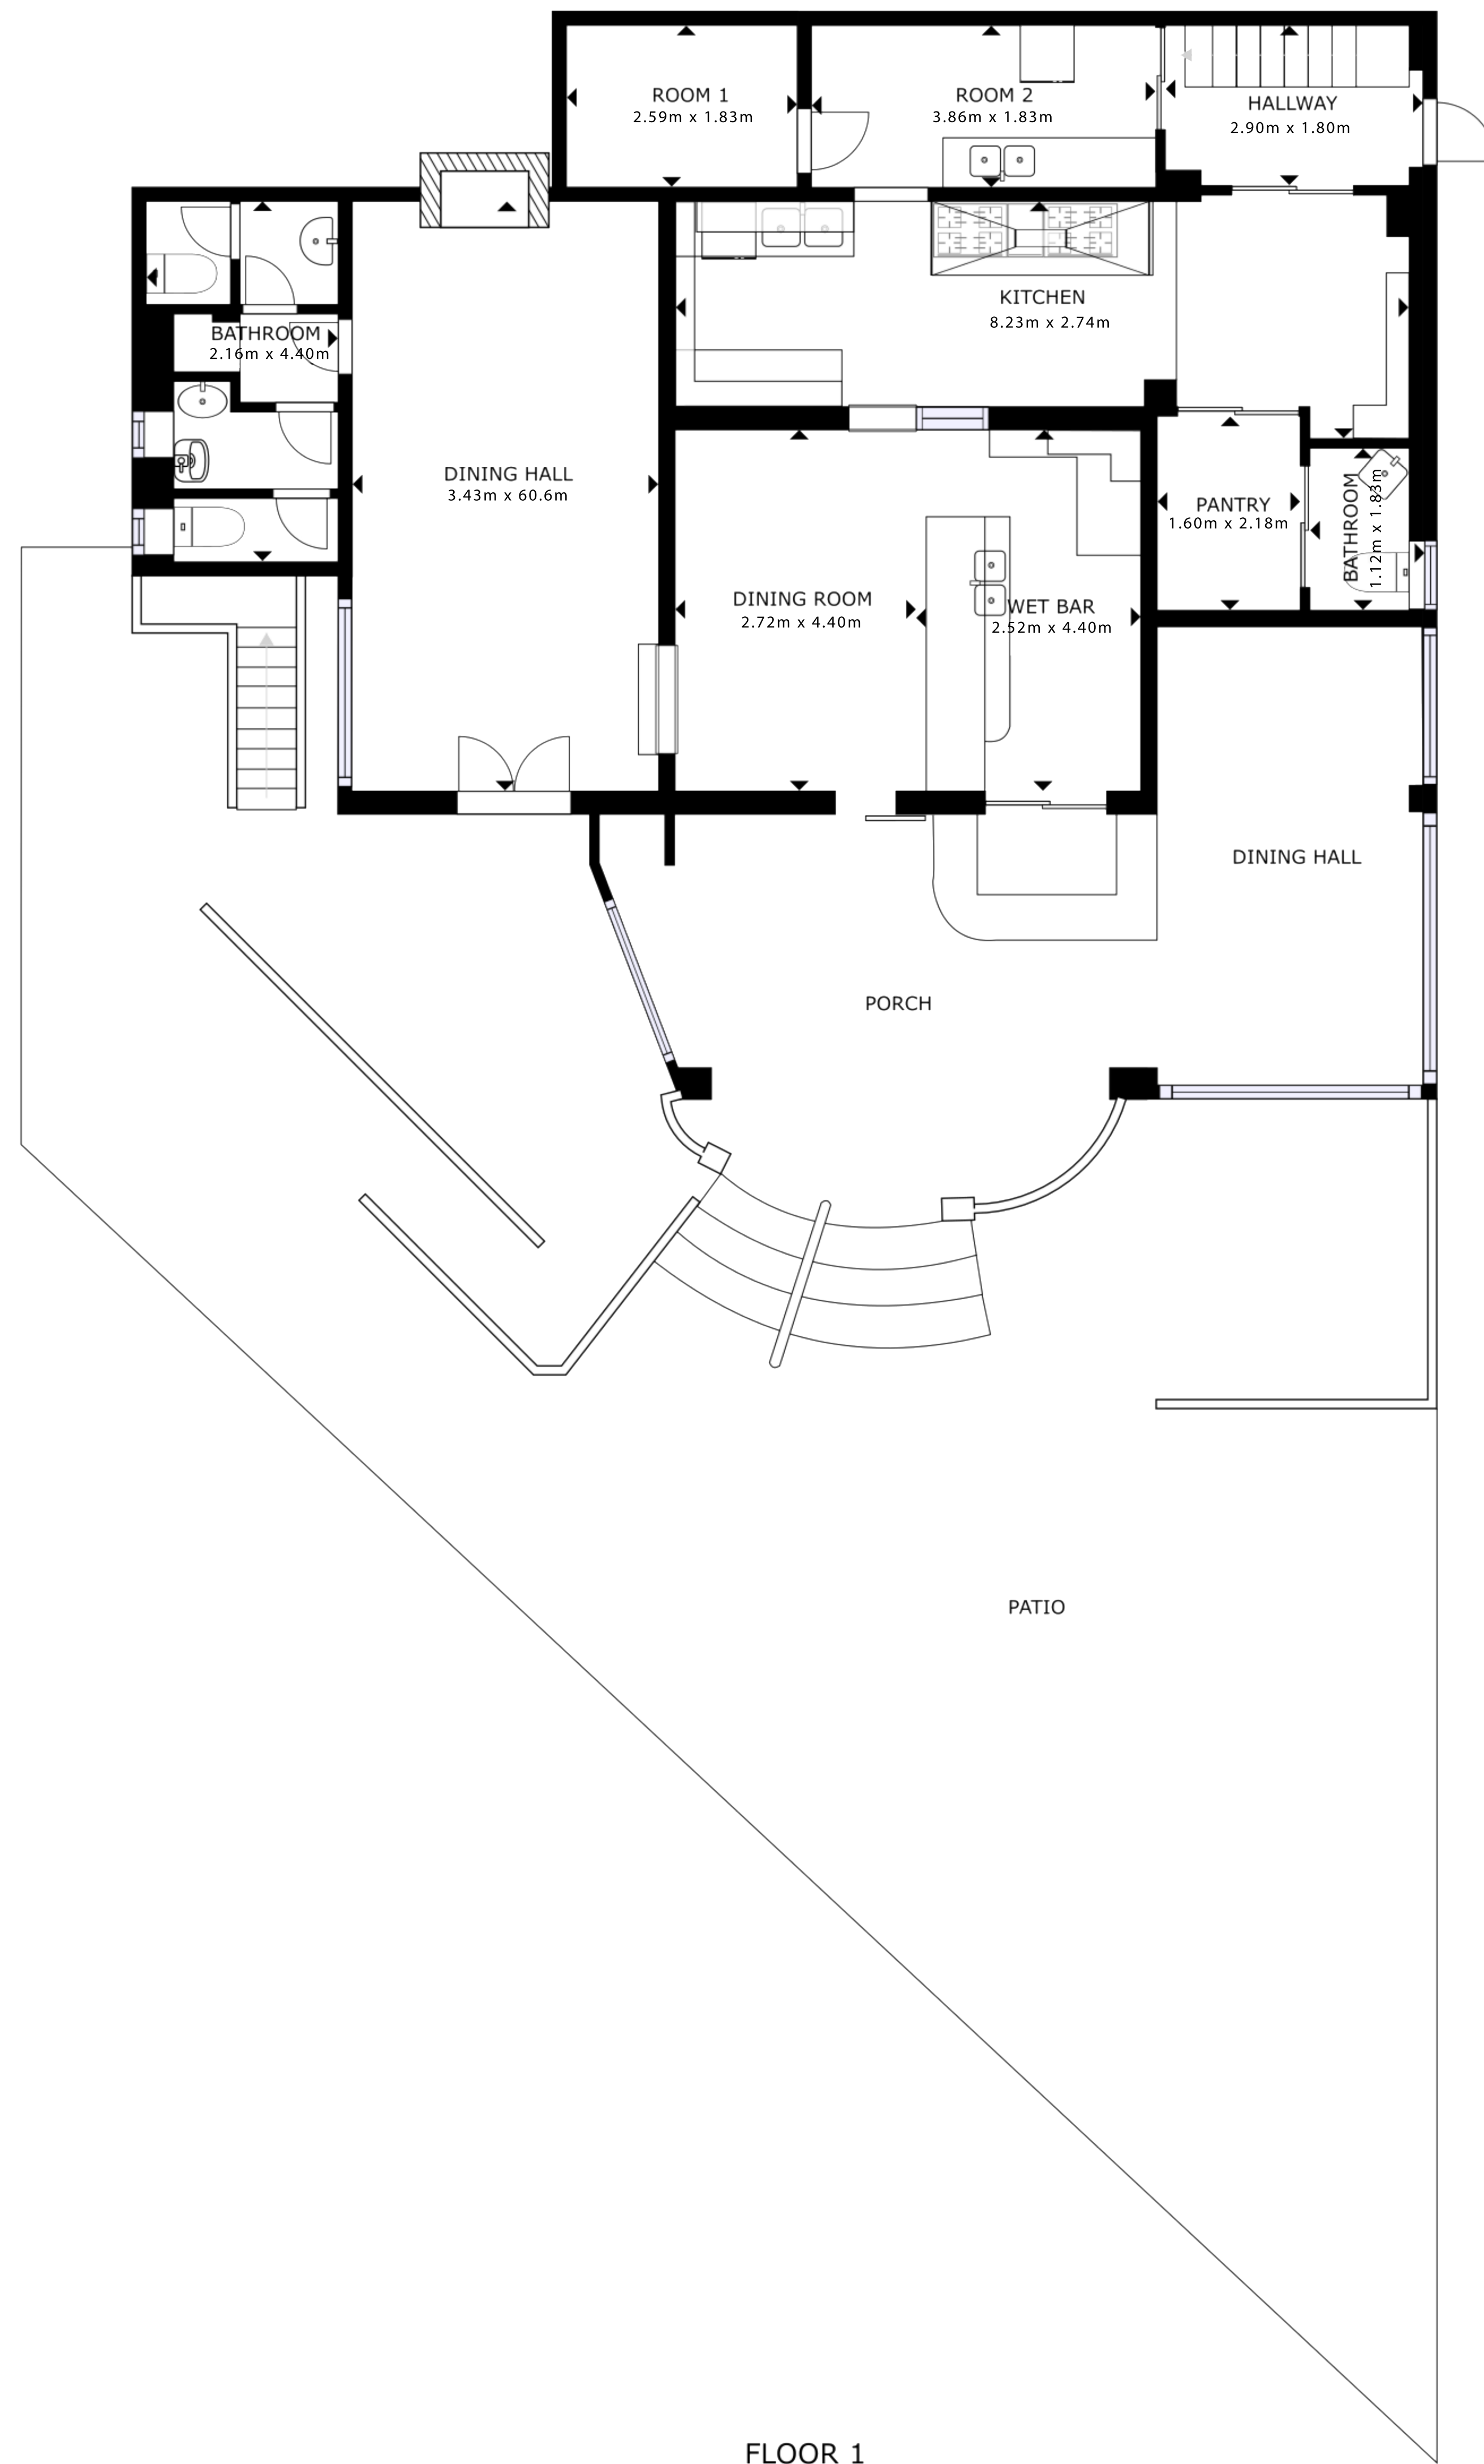 ROOM 1
2.59m x 1.83m
ROOM 2
3.86m x 1.83m
HALLWAY
2.90m x 1.80m
KITCHEN
8.23m x 2.74m
BATHROOM
2.16m x 4.40m
DINING HALL
3.43m x 60.6m
PANTRY
1.60m x 2.18m
BATHROOM
1.12m x 1.83m
DINING ROOM
2.72m x 4.40m
WET BAR
2.52m x 4.40m
DINING HALL
PORCH
PATIO
FLOOR 1